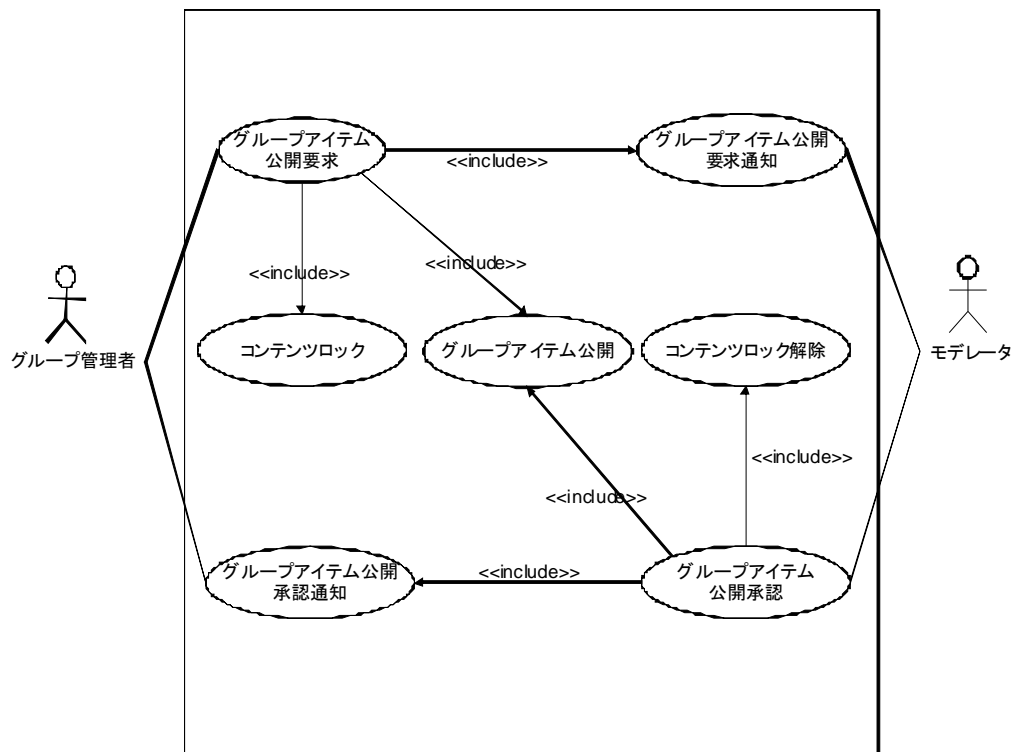 グループアイテム
公開要求
<<include>>
グループアイテム公開
要求通知
<<include>>
<<include>>
グループ管理者
コンテンツロック
グループアイテム公開
コンテンツロック解除
モデレータ
<<include>>
<<include>>
グループアイテム公開
承認通知
<<include>>
グループアイテム
公開承認